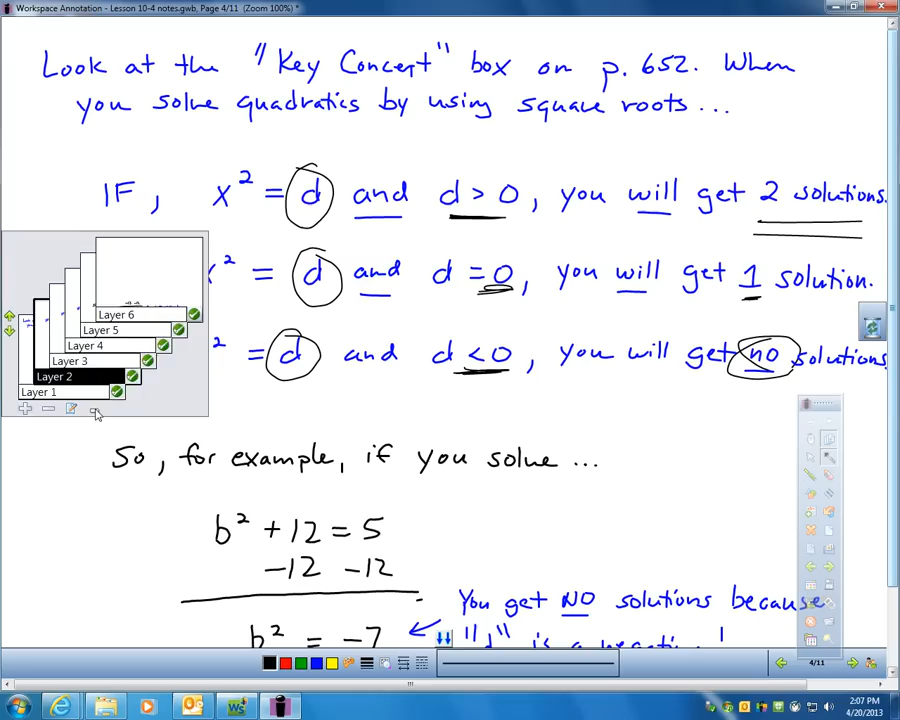 Workspace Annotation - Lesson 10-4 notes.gwb, Page 4/11 (Zoom 100%) *
Look at the "Key Concept" box on p. 652. When
you solve quadratics by using square roots...
IF, x² = d and d > 0, you will get 2 solutions.
x² = d and d = 0, you will get 1 solution.
² = d and d < 0, you will get no solutions
Layer 6
Layer 5
Layer 4
Layer 3
Layer 2
Layer 1
So, for example, if you solve ...
b² + 12 = 5
-12 -12
b² = -7
You get NO solutions because
"d" is a negative!
4/11
2:07 PM
4/20/2013